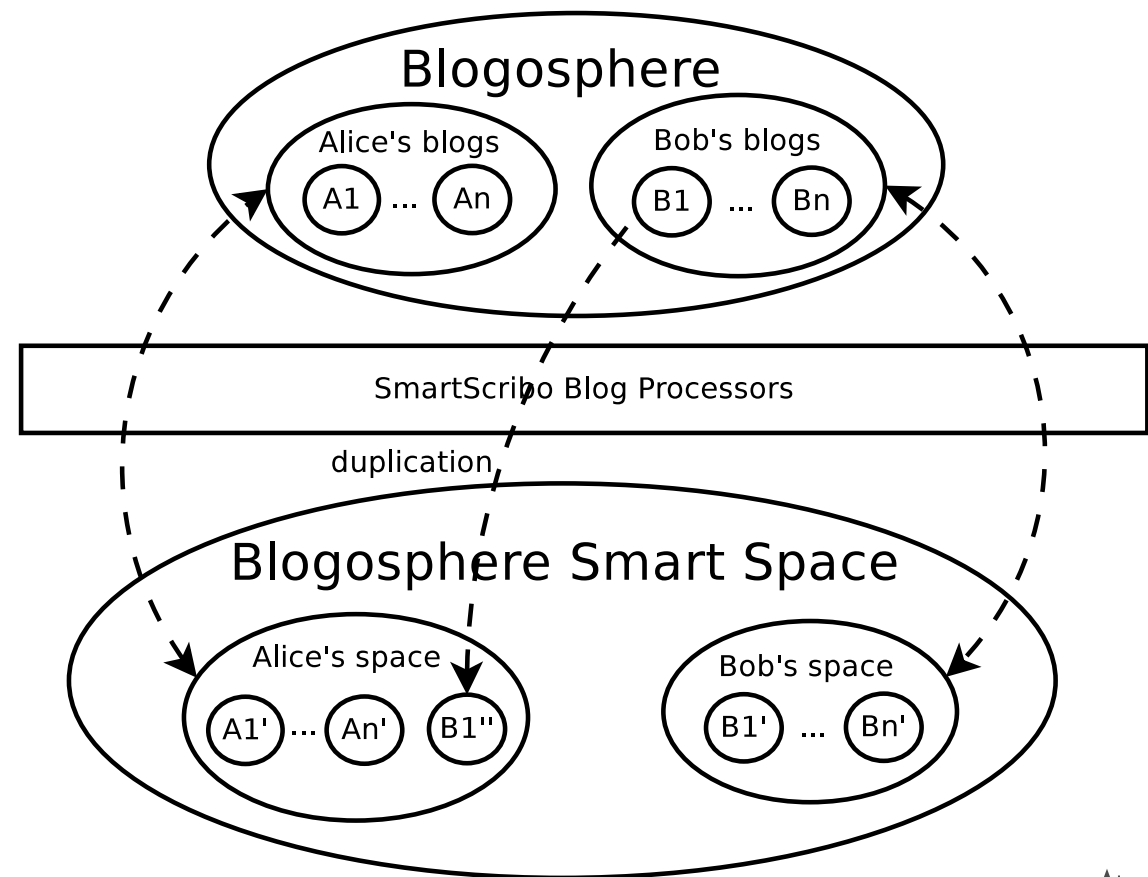 Blogosphere
Alice's blogs
Bob's blogs
A1 ... An
B1 ... Bn
SmartScribo Blog Processors
duplication
Blogosphere Smart Space
Alice's space
Bob's space
A1' ... An' B1''
B1' ... Bn'